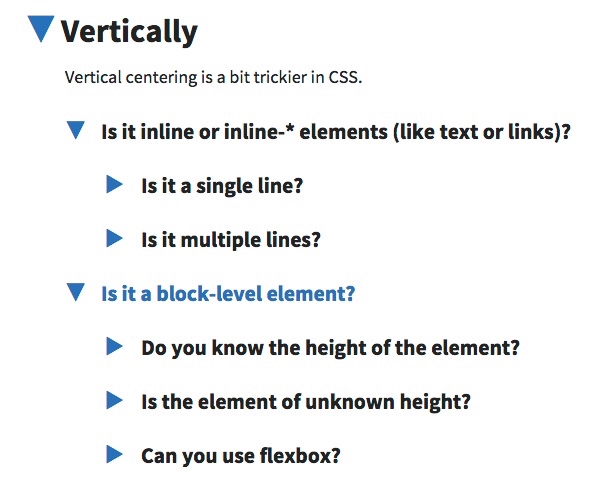 Vertically
Vertical centering is a bit trickier in CSS.
Is it inline or inline-* elements (like text or links)?
Is it a single line?
Is it multiple lines?
Is it a block-level element?
Do you know the height of the element?
Is the element of unknown height?
Can you use flexbox?